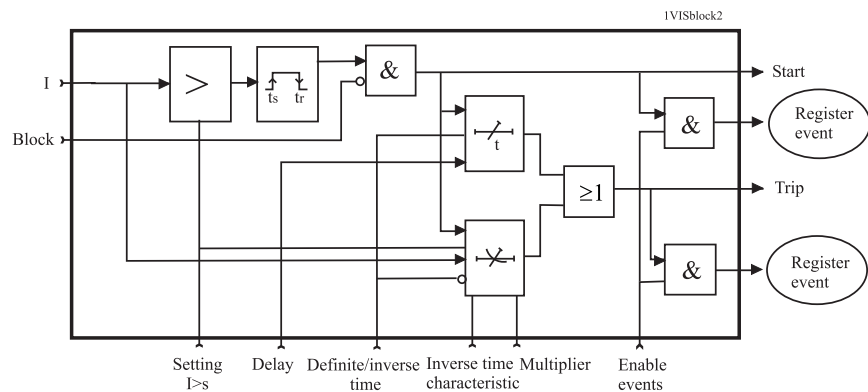 1VISblock2
I
>
ts
tr
&
Start
Block
&
Register
event
t
≥1
Trip
&
Register
event
Setting
I>s
Delay
Definite/inverse
time
Inverse time
characteristic
Multiplier
Enable
events